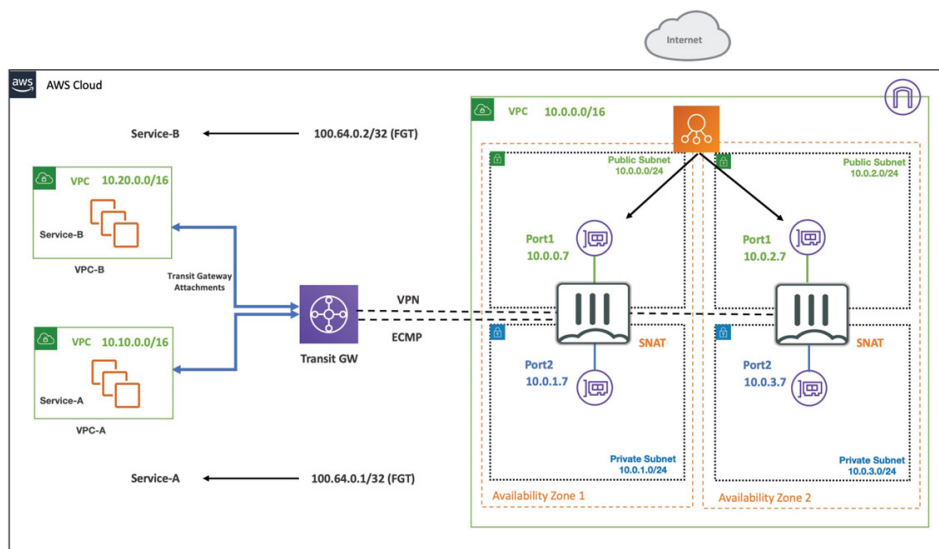 Internet
aws
AWS Cloud
VPC 10.0.0.0/16
Service-B
100.64.0.2/32 (FGT)
Public Subnet
10.0.0.0/24
Public Subnet
10.0.2.0/24
VPC 10.20.0.0/16
Service-B
VPC-B
Transit Gateway
Attachments
Port1
10.0.0.7
Port1
10.0.2.7
VPN
ECMP
Transit GW
SNAT
SNAT
VPC 10.10.0.0/16
Service-A
VPC-A
Port2
10.0.1.7
Port2
10.0.3.7
Service-A
100.64.0.1/32 (FGT)
Private Subnet
10.0.1.0/24
Private Subnet
10.0.3.0/24
Availability Zone 1
Availability Zone 2